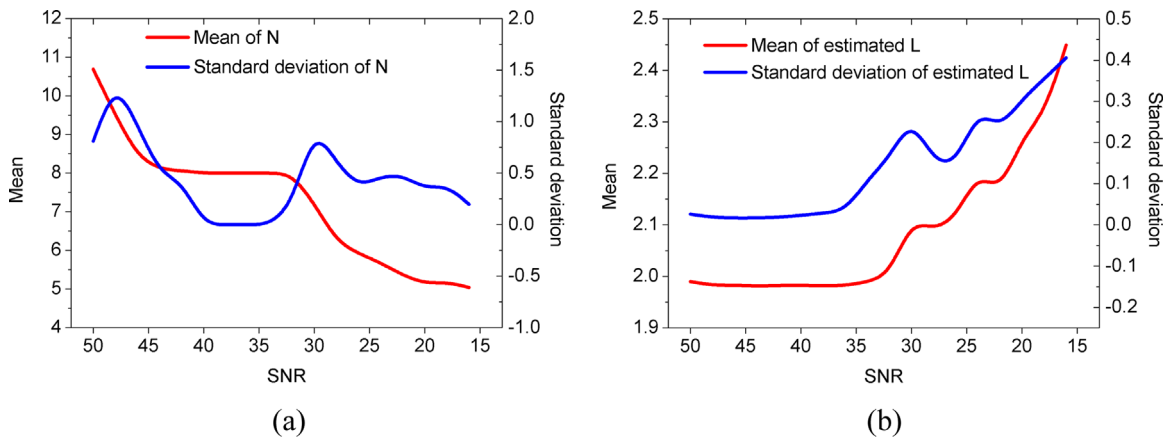 12
11
10
9
8
7
6
5
4
Mean
2.0
1.5
1.0
0.5
0.0
-0.5
-1.0
Standard deviation
Mean of N
Standard deviation of N
50 45 40 35 30 25 20 15
SNR
(a)
2.5
2.4
2.3
2.2
2.1
2.0
1.9
Mean
0.5
0.4
0.3
0.2
0.1
0.0
-0.1
-0.2
Standard deviation
Mean of estimated L
Standard deviation of estimated L
50 45 40 35 30 25 20 15
SNR
(b)